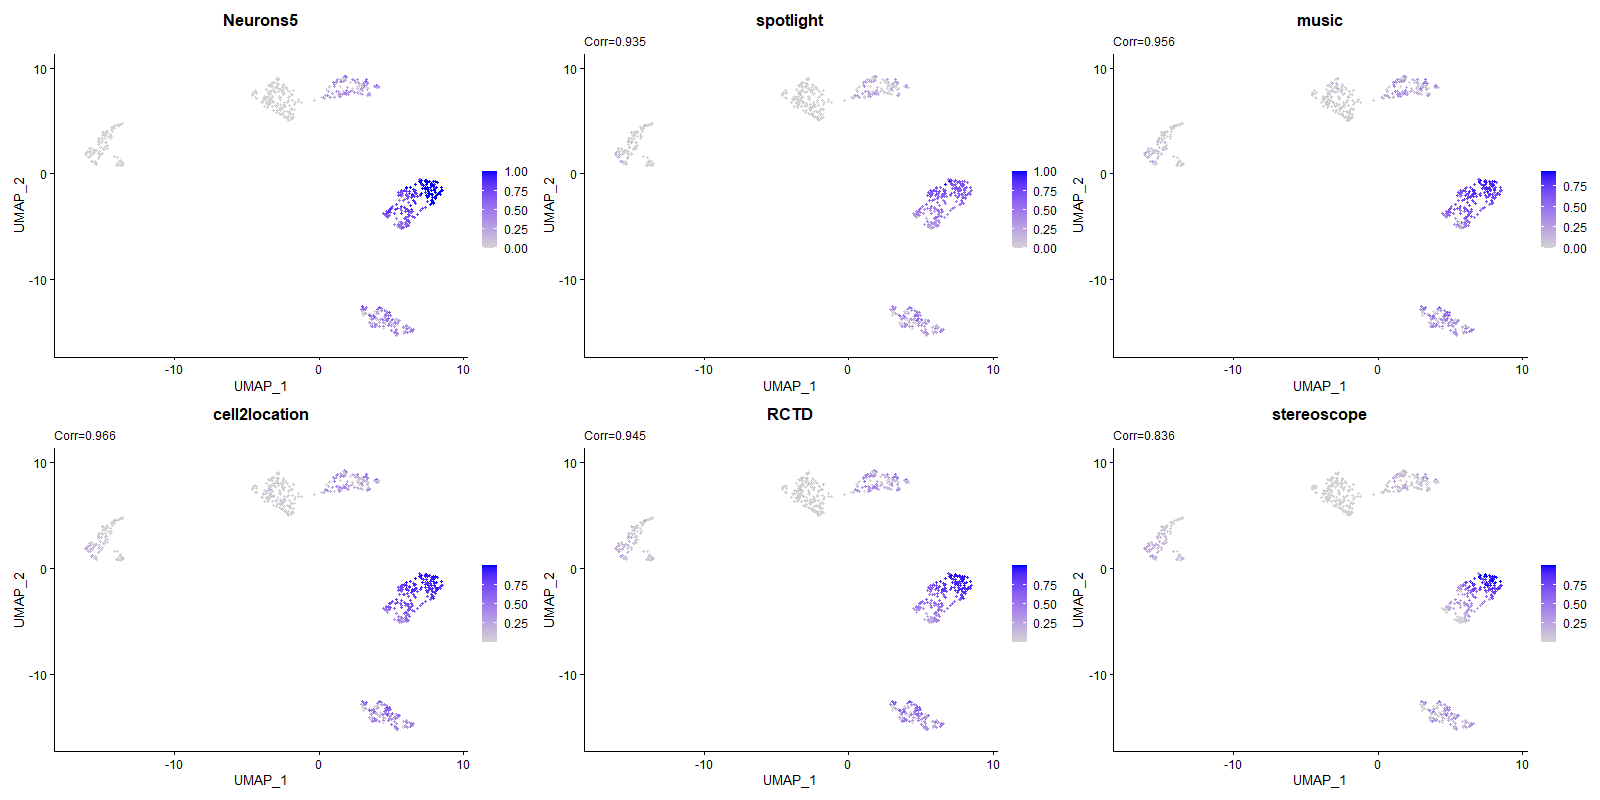 Neurons5
10
0
-10
UMAP_2
-10
0
10
UMAP_1
1.00
0.75
0.50
0.25
0.00
spotlight
Corr=0.935
10
0
-10
UMAP_2
-10
0
10
UMAP_1
1.00
0.75
0.50
0.25
0.00
music
Corr=0.956
10
0
-10
UMAP_2
-10
0
10
UMAP_1
0.75
0.50
0.25
0.00
cell2location
Corr=0.966
10
0
-10
UMAP_2
-10
0
10
UMAP_1
0.75
0.50
0.25
RCTD
Corr=0.945
10
0
-10
UMAP_2
-10
0
10
UMAP_1
0.75
0.50
0.25
stereoscope
Corr=0.836
10
0
-10
UMAP_2
-10
0
10
UMAP_1
0.75
0.50
0.25